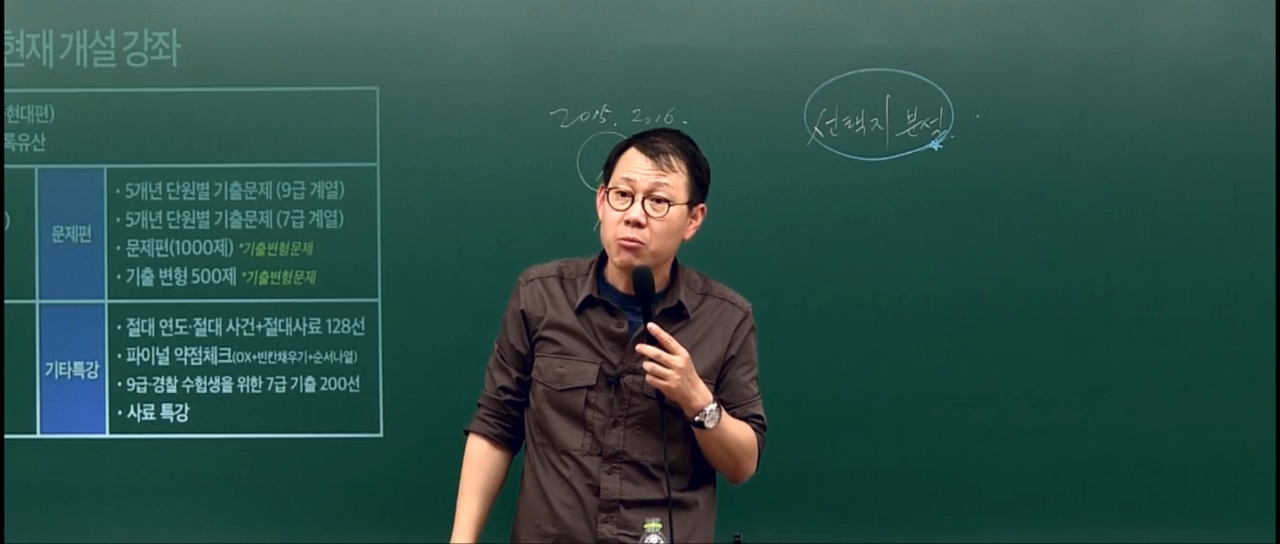 현재 개설 강좌
현대편)
록유산
)
문제편
• 5개년 단원별 기출문제 (9급 계열)
• 5개년 단원별 기출문제 (7급 계열)
• 문제편(1000제) *기출변형문제
• 기출 변형 500제 *기출변형문제
기타특강
• 절대 연도·절대 사건+절대사료 128선
• 파이널 약점체크(OX+빈칸채우기+순서나열)
• 9급·경찰 수험생을 위한 7급 기출 200선
• 사료 특강
2015. 2016.
선택지 분석.